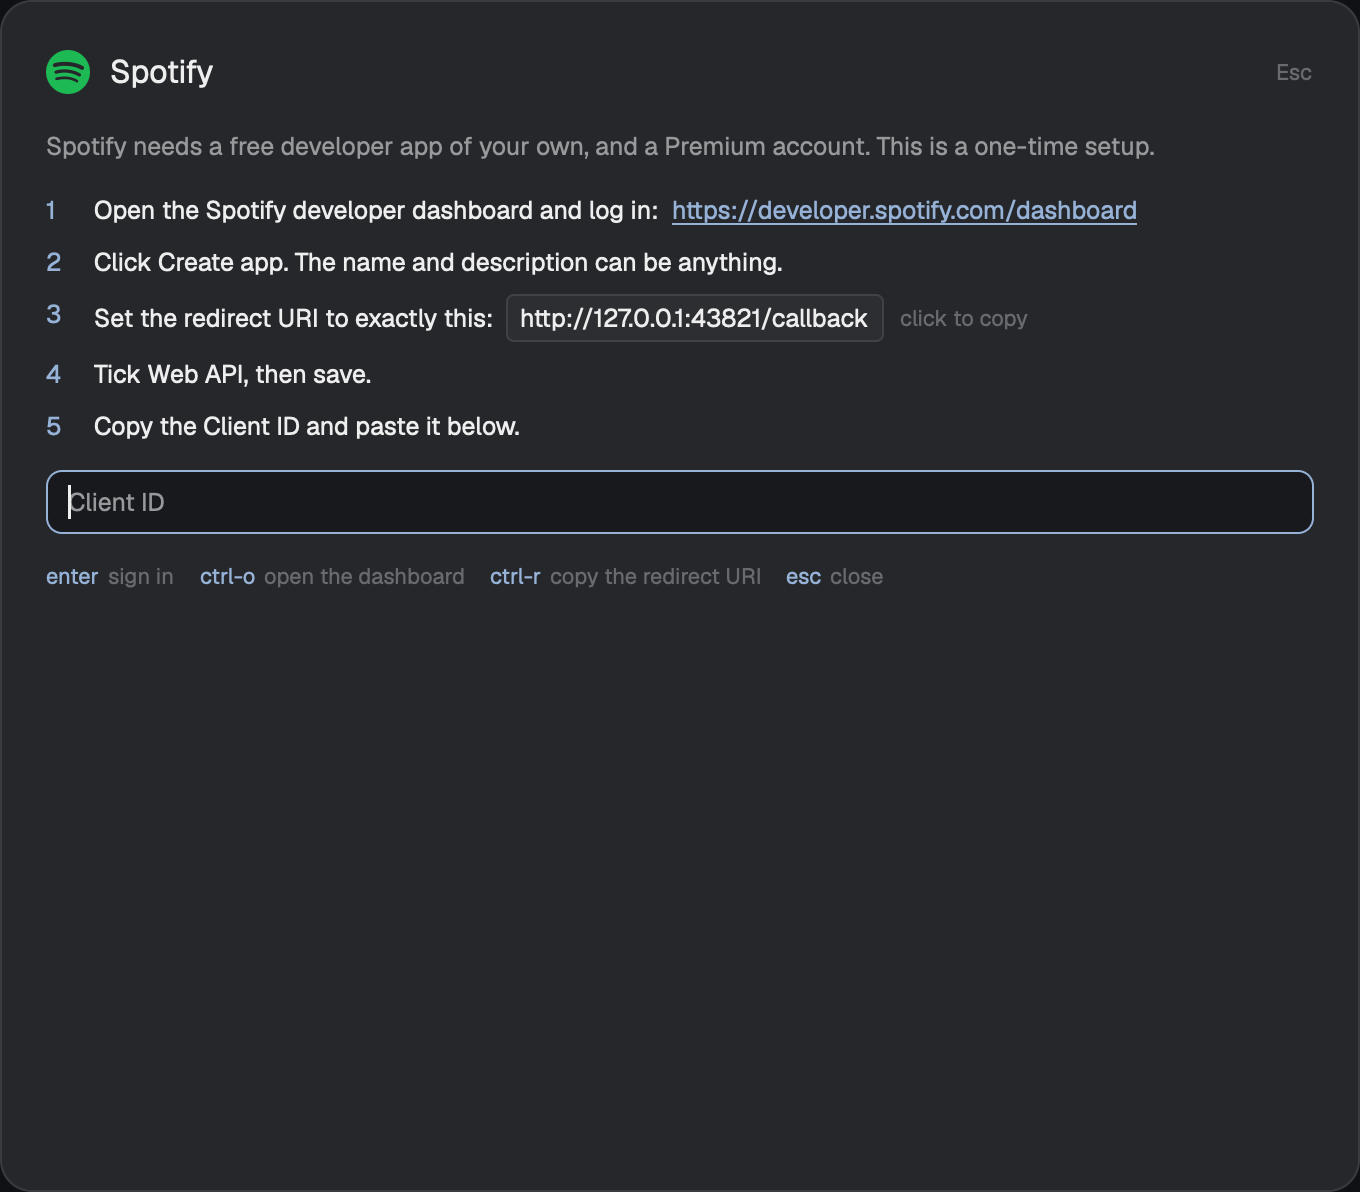 Spotify
Esc
Spotify needs a free developer app of your own, and a Premium account. This is a one-time setup.
1 Open the Spotify developer dashboard and log in: https://developer.spotify.com/dashboard
2 Click Create app. The name and description can be anything.
3 Set the redirect URI to exactly this: http://127.0.0.1:43821/callback click to copy
4 Tick Web API, then save.
5 Copy the Client ID and paste it below.
Client ID
enter sign in ctrl-o open the dashboard ctrl-r copy the redirect URI esc close